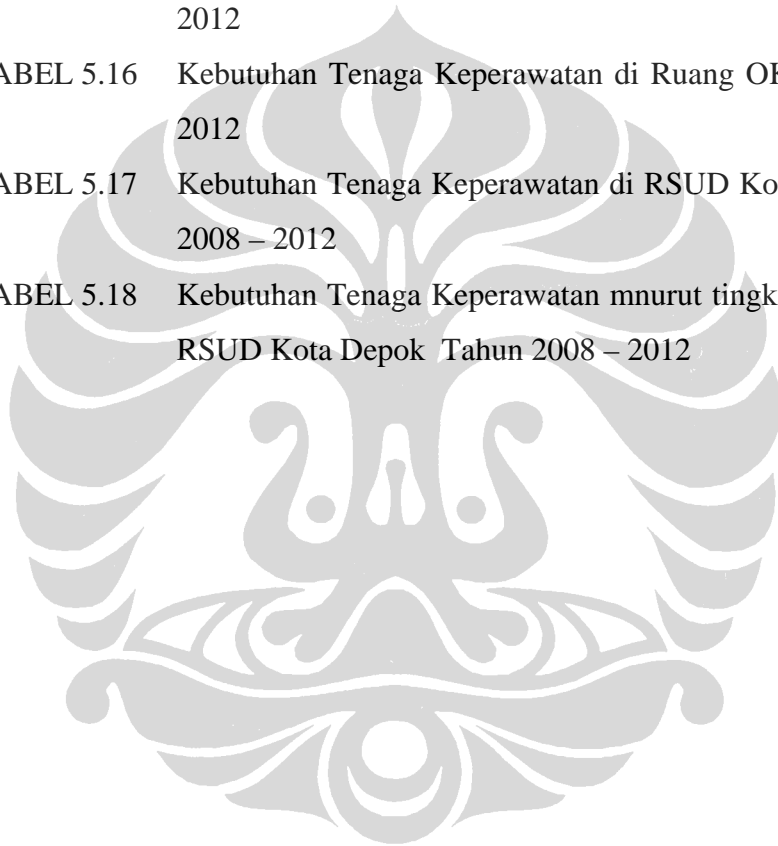 2012
ABEL 5.16 Kebutuhan Tenaga Keperawatan di Ruang OK
2012
ABEL 5.17 Kebutuhan Tenaga Keperawatan di RSUD Ko
2008 – 2012
ABEL 5.18 Kebutuhan Tenaga Keperawatan mnurut tingk
RSUD Kota Depok Tahun 2008 – 2012